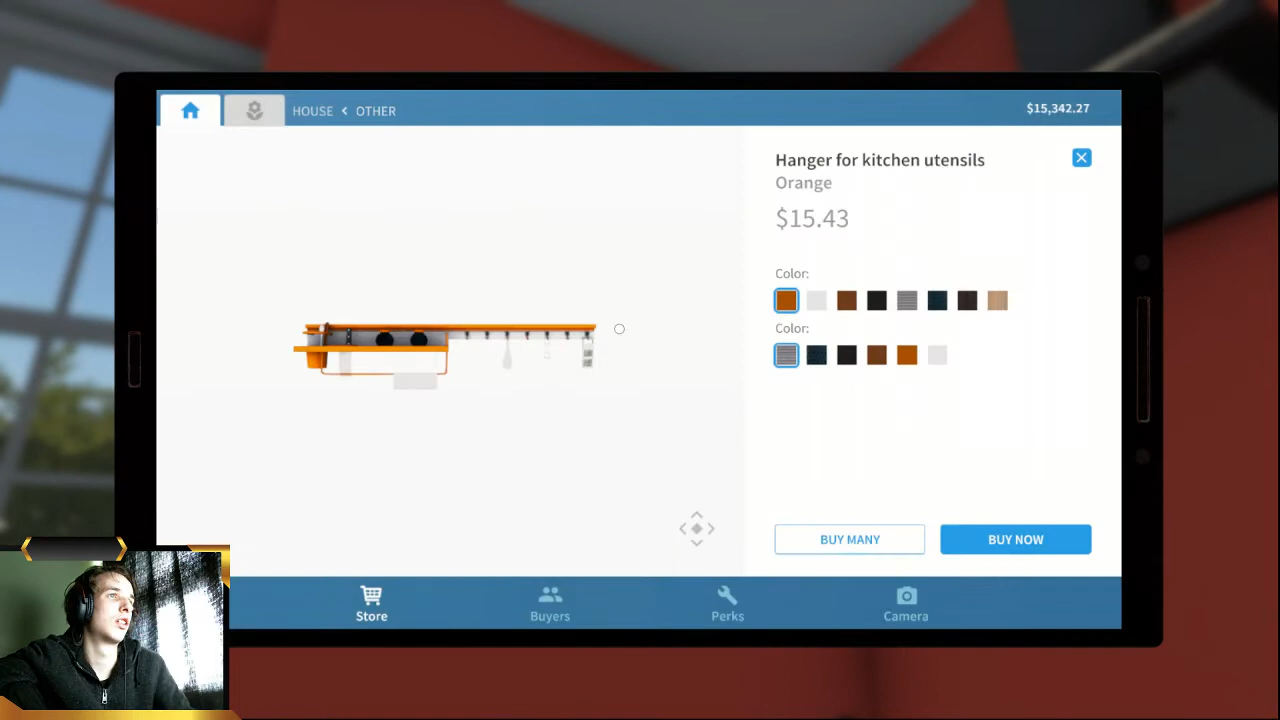 HOUSE < OTHER
$15,342.27
Hanger for kitchen utensils
Orange
$15.43
Color:
Color:
BUY MANY
BUY NOW
Store
Buyers
Perks
Camera